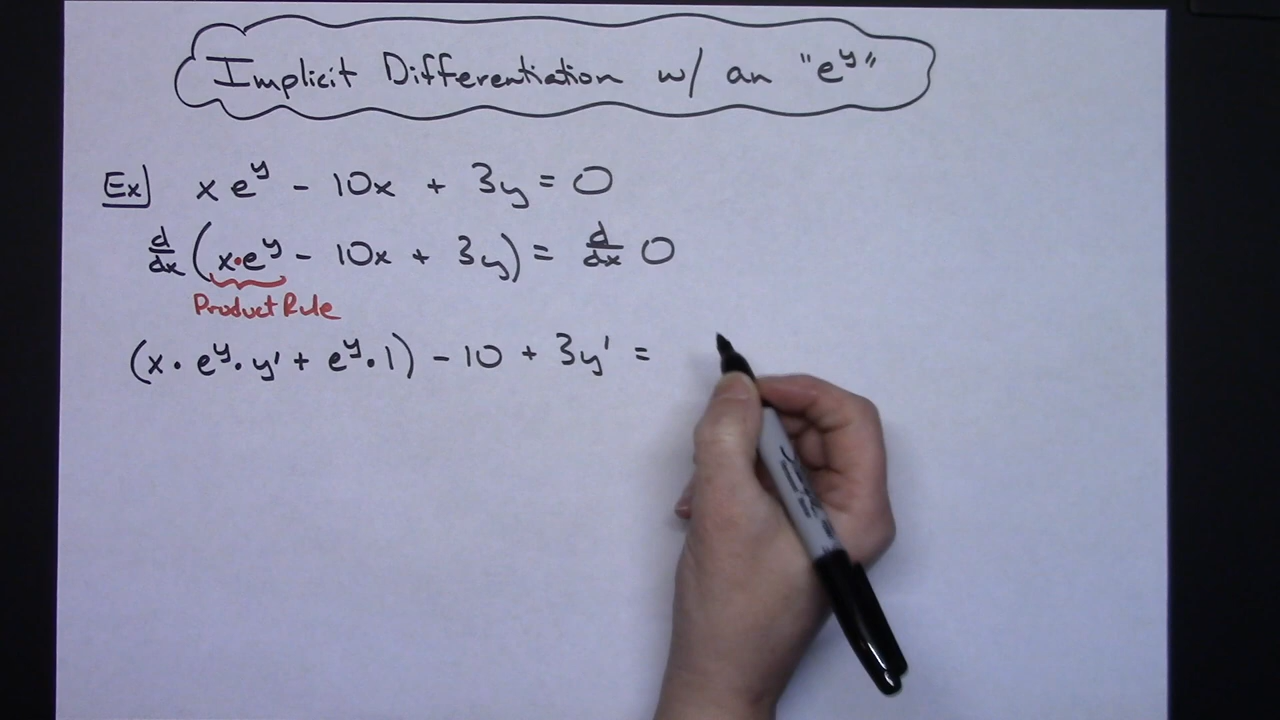 Implicit Differentiation w/ an "e^y"
Ex] x e^y - 10x + 3y = 0
d/dx (x·e^y - 10x + 3y) = d/dx 0
Product Rule
(x · e^y · y' + e^y · 1) - 10 + 3y' =